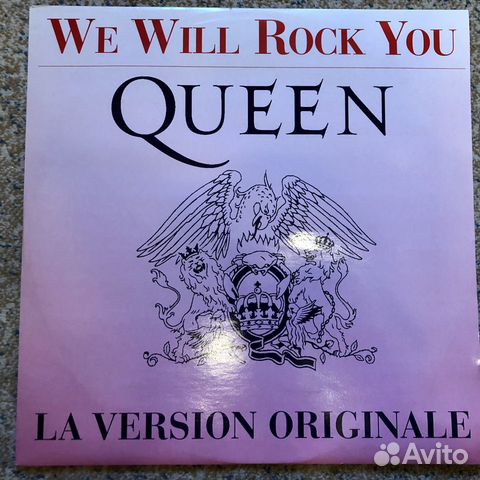 WE WILL ROCK YOU
QUEEN
LA VERSION ORIGINALE
Avito